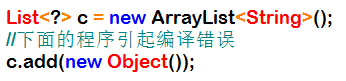 List<?> c = new ArrayList<String>();
//下面的程序引起编译错误
c.add(new Object());